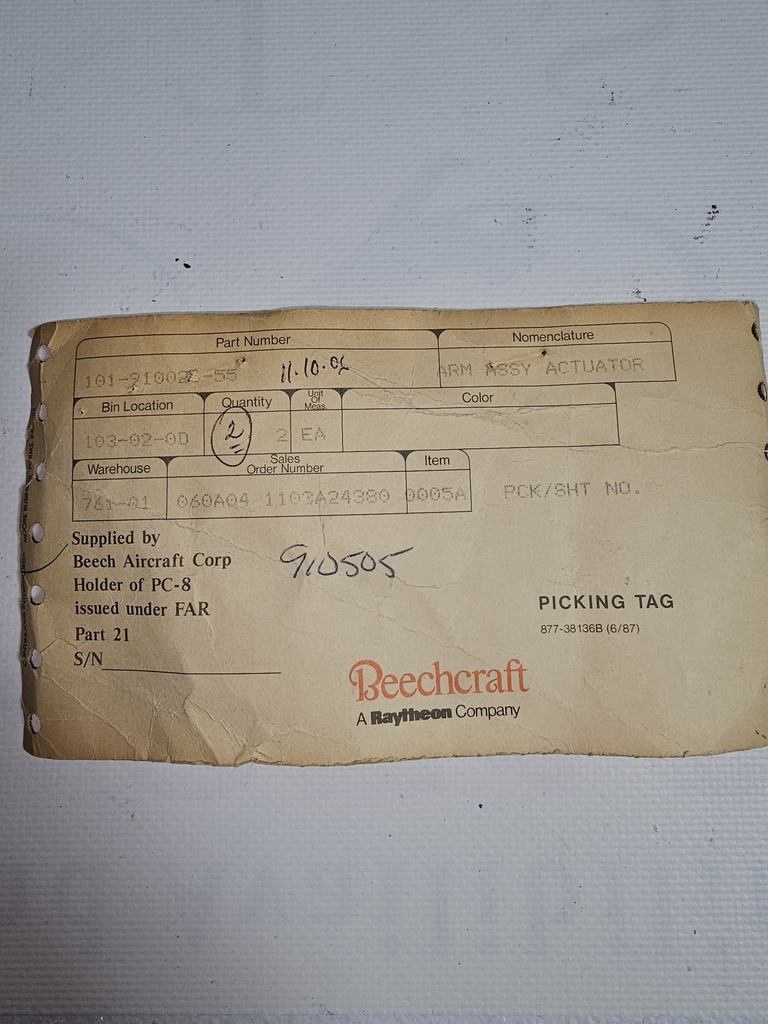 Part Number
Nomenclature
11.10.06
ARM ASSY ACTUATOR
Bin Location
Quantity
Unit Of Meas.
Color
103-02-0D
2
2
EA
Warehouse
Sales Order Number
Item
060A04 1103A24380
0005A
PCK/SHT NO.
Supplied by
Beech Aircraft Corp
Holder of PC-8
issued under FAR
Part 21
S/N
910505
PICKING TAG
877-38136B (6/87)
Beechcraft
A Raytheon Company